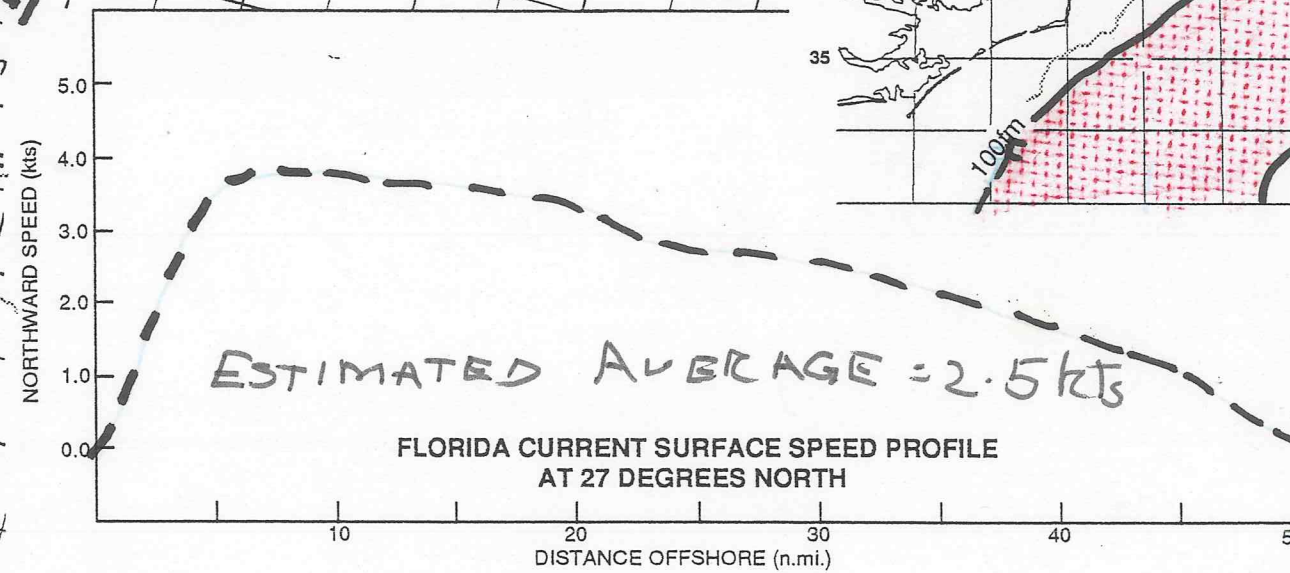 35
100fm
5.0
4.0
3.0
2.0
1.0
0.0
NORTHWARD SPEED (kts)
ESTIMATED AVERAGE = 2.5 kts
FLORIDA CURRENT SURFACE SPEED PROFILE
AT 27 DEGREES NORTH
10
20
30
40
DISTANCE OFFSHORE (n.mi.)